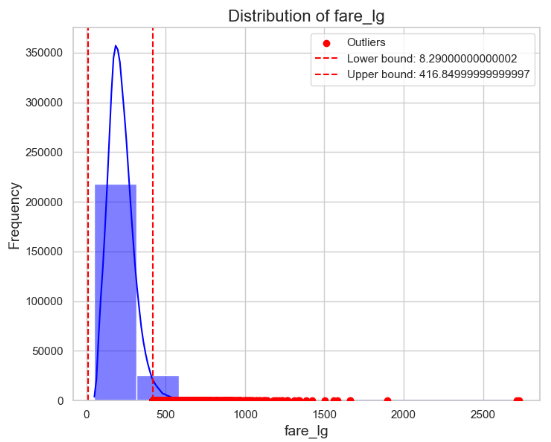 Distribution of fare_lg
Outliers
Lower bound: 8.29000000000002
Upper bound: 416.84999999999997
Frequency
350000
300000
250000
200000
150000
100000
50000
0
0 500 1000 1500 2000 2500
fare_lg